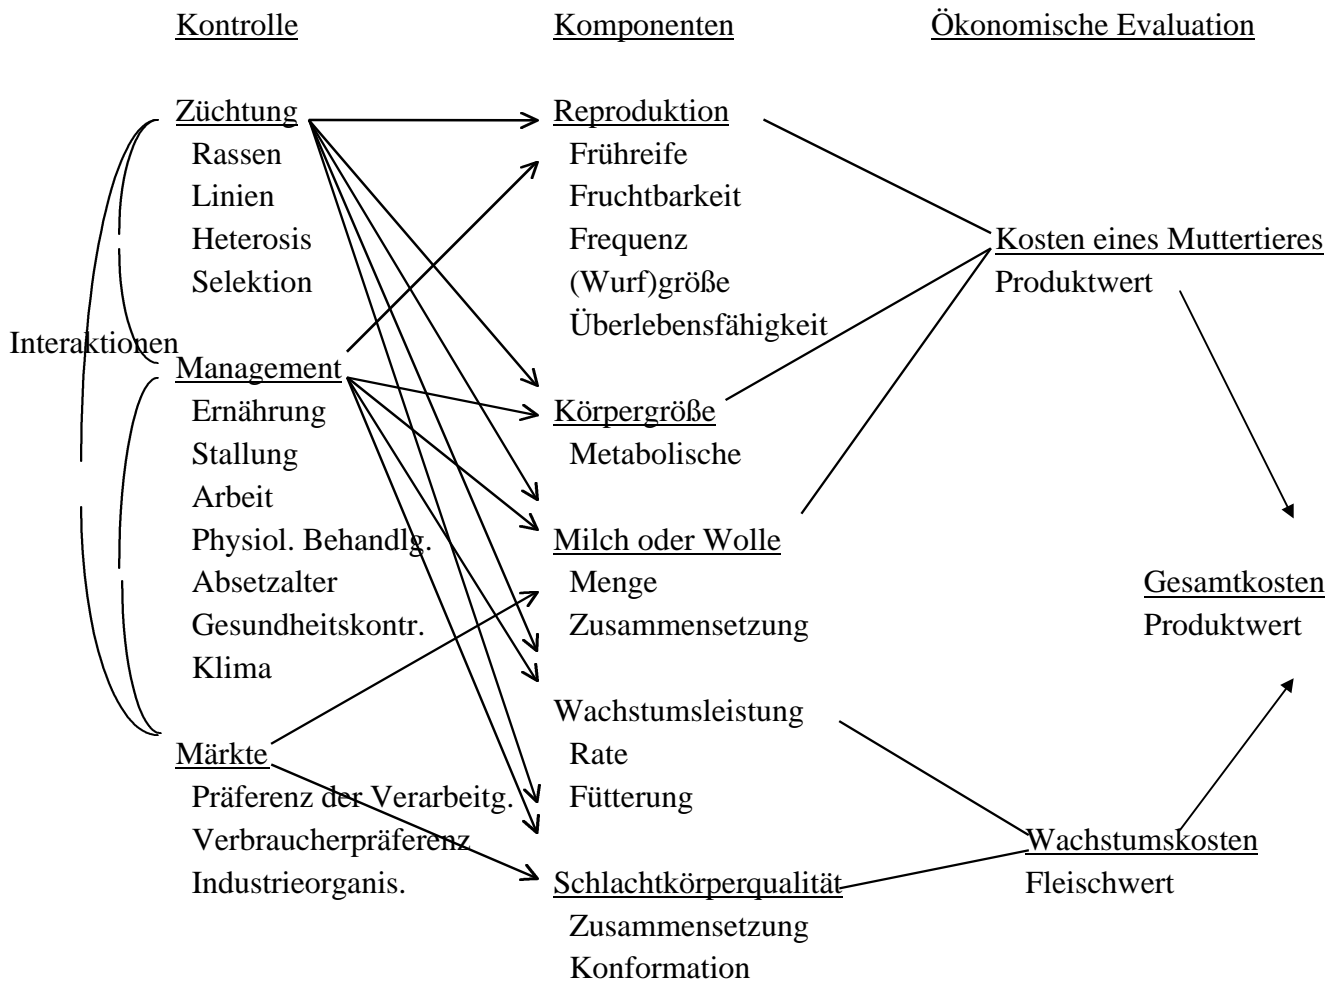 Kontrolle
Komponenten
Ökonomische Evaluation
Züchtung
Rassen
Linien
Heterosis
Selektion
Interaktionen
Management
Ernährung
Stallung
Arbeit
Physiol. Behandlg.
Absetzalter
Gesundheitskontr.
Klima
Märkte
Präferenz der Verarbeitg.
Verbraucherpräferenz
Industrieorganis.
Reproduktion
Frühreife
Fruchtbarkeit
Frequenz
(Wurf)größe
Überlebensfähigkeit
Körpergröße
Metabolische
Milch oder Wolle
Menge
Zusammensetzung
Wachstumsleistung
Rate
Fütterung
Schlachtkörperqualität
Zusammensetzung
Konformation
Kosten eines Muttertieres
Produktwert
Gesamtkosten
Produktwert
Wachstumskosten
Fleischwert